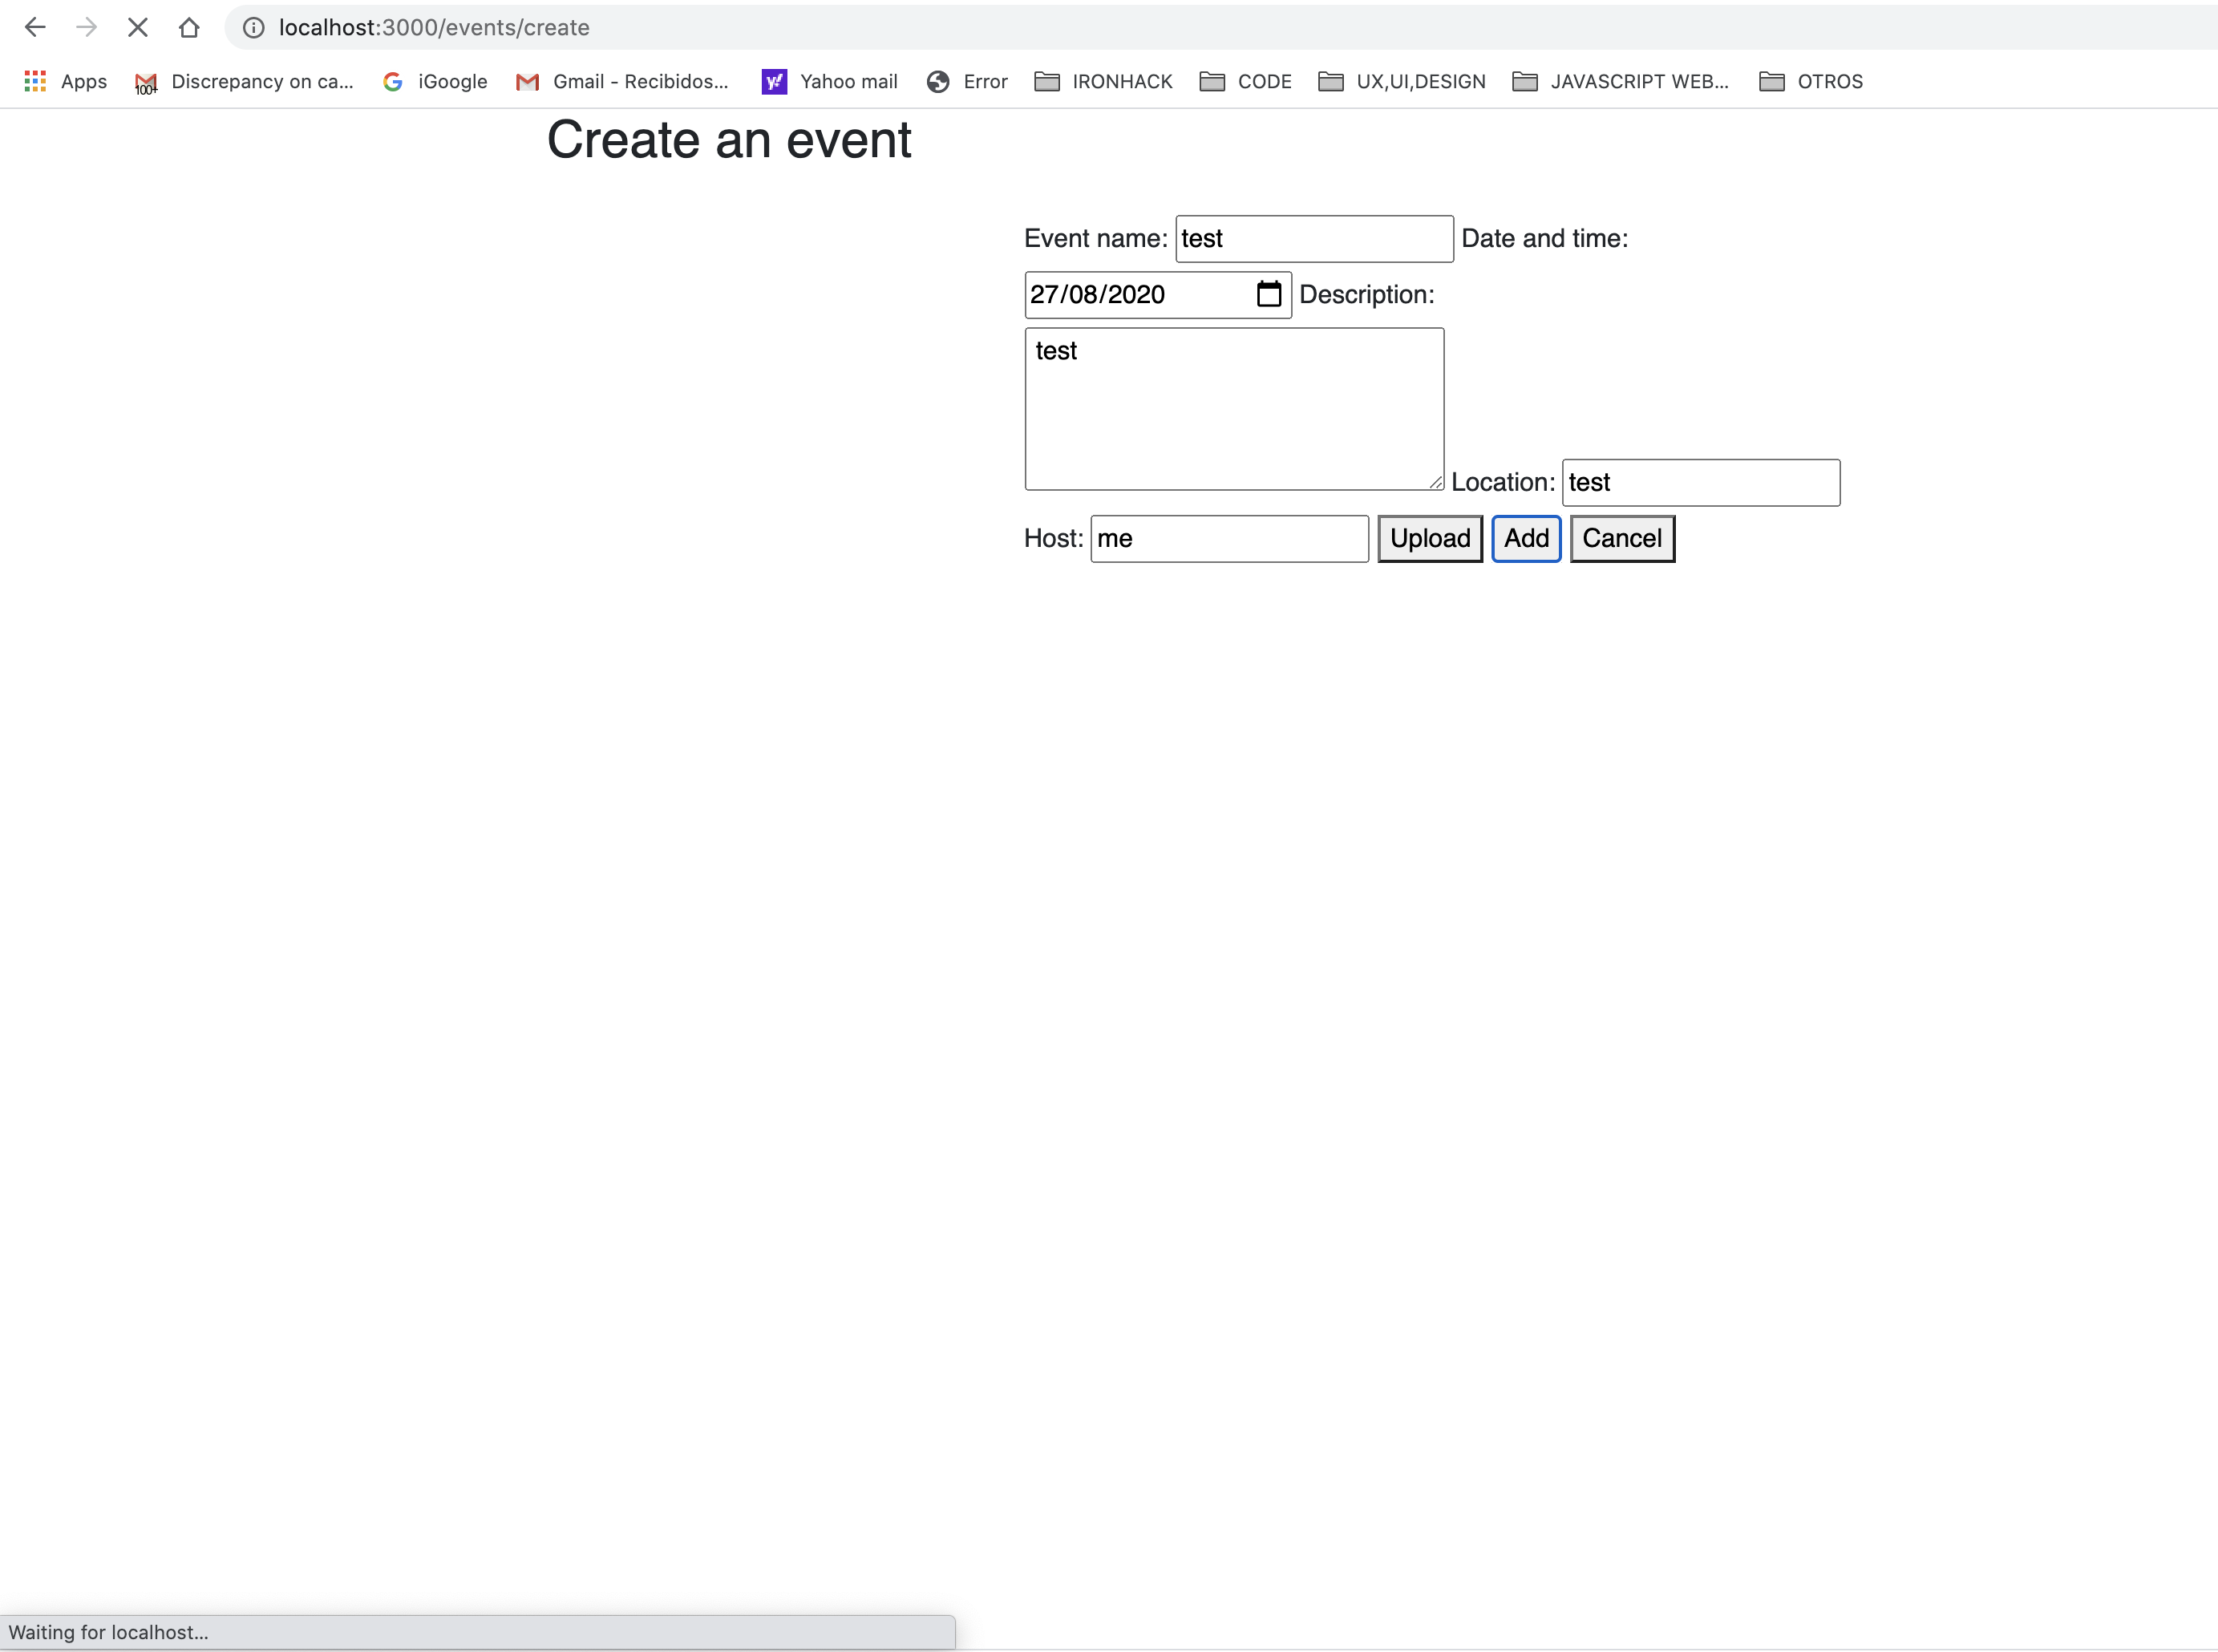 localhost:3000/events/create
Apps 100+ Discrepancy on ca... iGoogle Gmail - Recibidos... y! Yahoo mail Error IRONHACK CODE UX,UI,DESIGN JAVASCRIPT WEB... OTROS
Create an event
Event name: test Date and time:
27/08/2020 Description:
test
Location: test
Host: me Upload Add Cancel
Waiting for localhost...